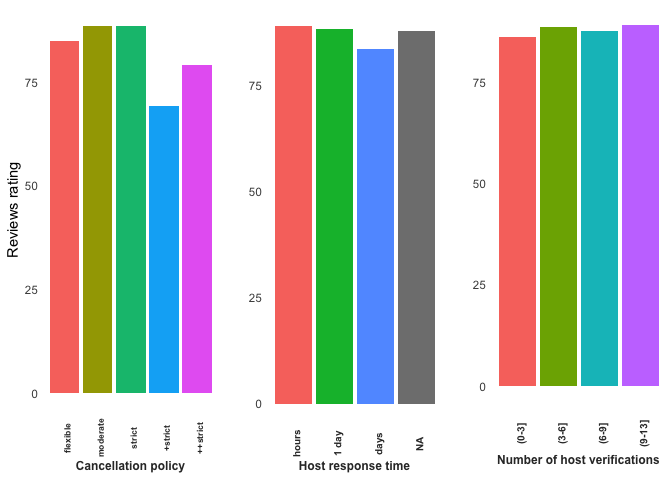 Reviews rating
75
50
25
0
flexible
moderate
strict
+strict
++strict
Cancellation policy
75
50
25
0
hours
1 day
days
NA
Host response time
75
50
25
0
(0-3]
(3-6]
(6-9]
(9-13]
Number of host verifications